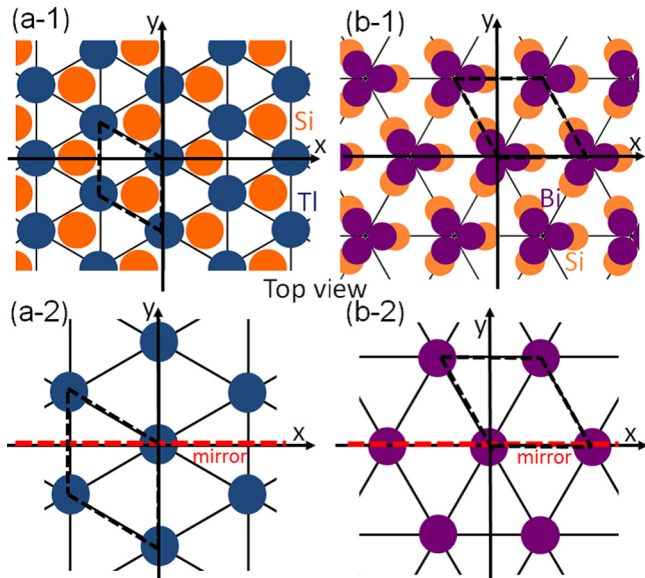 (a-1)
y
Si
x
Tl
(b-1)
y
x
Bi
Si
Top view
(a-2)
y
x
mirror
(b-2)
y
x
mirror